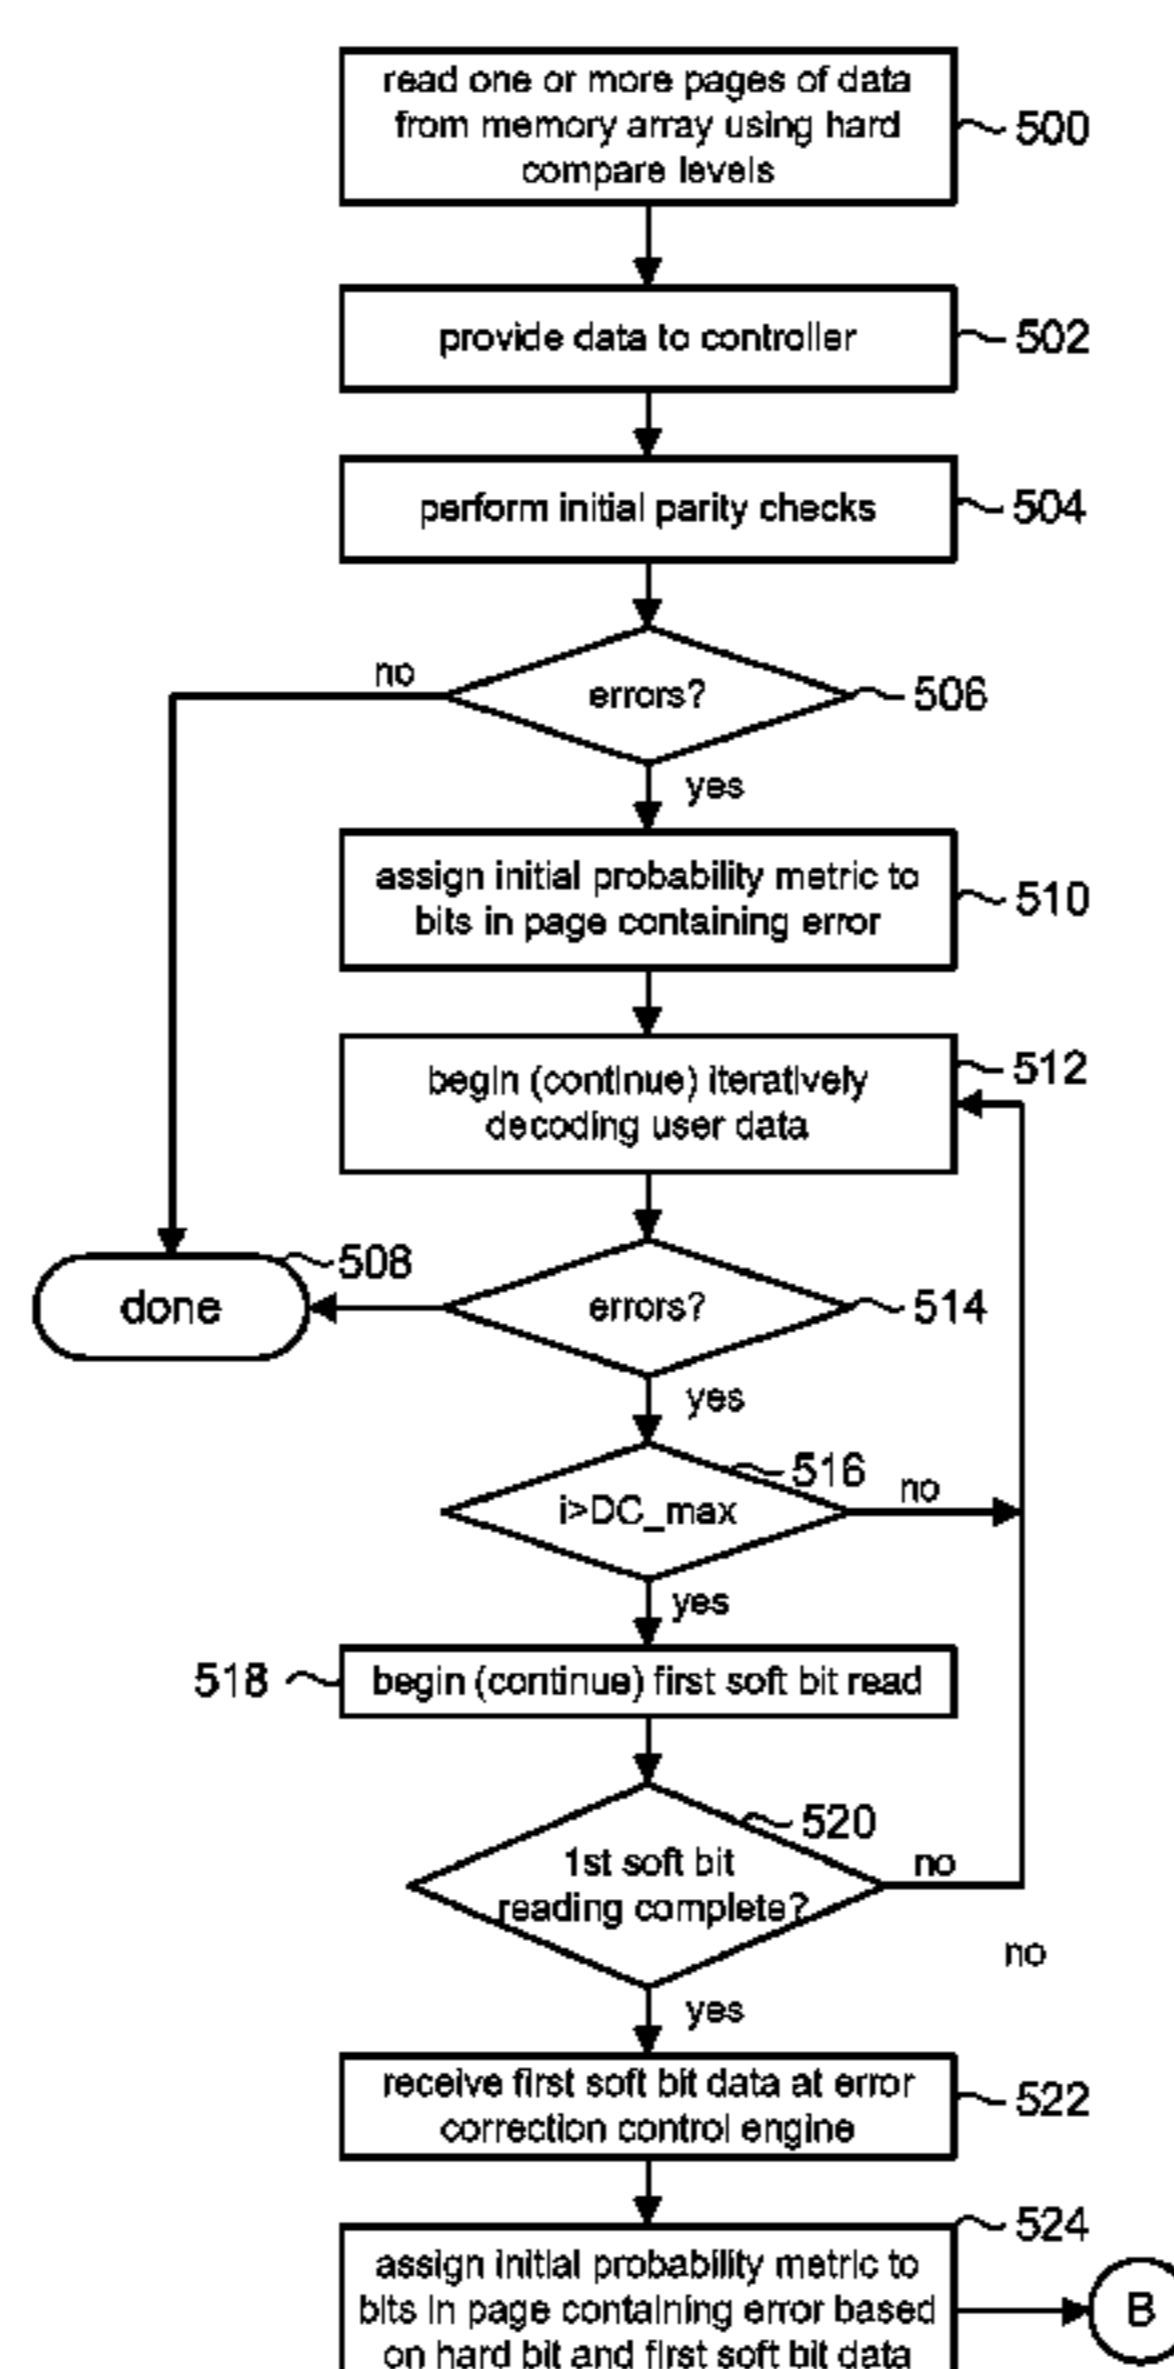 read one or more pages of data
from memory array using hard
compare levels
500
provide data to controller
502
perform initial parity checks
504
no
errors?
506
yes
assign initial probability metric to
bits in page containing error
510
begin (continue) iteratively
decoding user data
512
508
done
errors?
514
yes
516
i>DC_max
no
yes
518
begin (continue) first soft bit read
520
1st soft bit
reading complete?
no
no
yes
receive first soft bit data at error
correction control engine
522
524
assign initial probability metric to
bits in page containing error based
on hard bit and first soft bit data
B